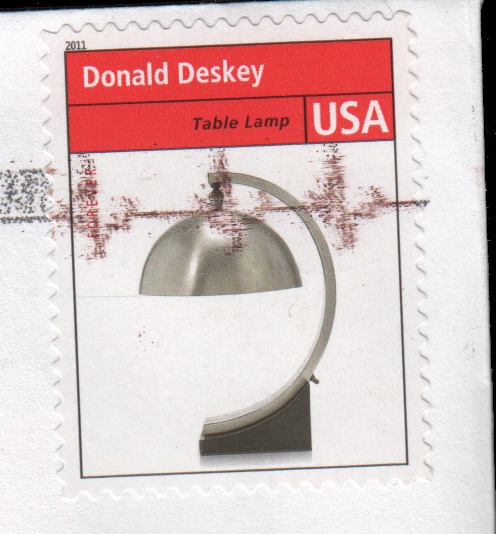 2011
Donald Deskey
Table Lamp
USA
FOREVER